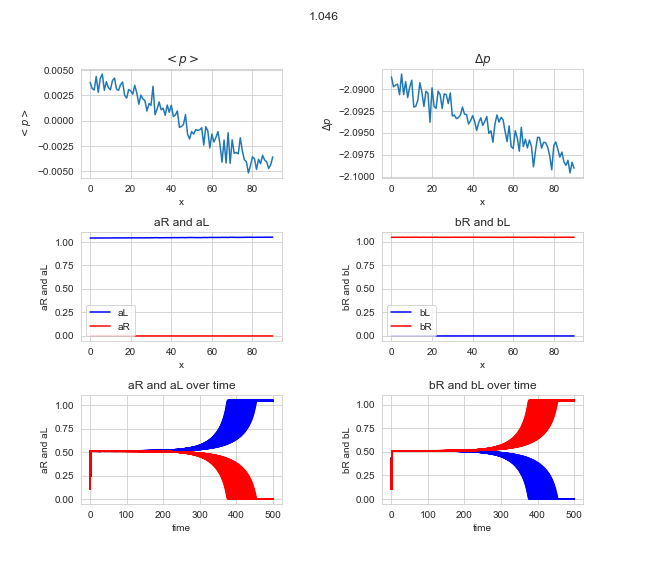 1.046
< p >
Δp
< p >
0.0050
0.0025
0.0000
−0.0025
−0.0050
0 20 40 60 80
x
Δp
−2.0900
−2.0925
−2.0950
−2.0975
−2.1000
0 20 40 60 80
x
aR and aL
bR and bL
aR and aL
1.00
0.75
0.50
0.25
0.00
aL
aR
0 20 40 60 80
x
bR and bL
1.00
0.75
0.50
0.25
0.00
bL
bR
0 20 40 60 80
x
aR and aL over time
bR and bL over time
aR and aL
1.00
0.75
0.50
0.25
0.00
0 100 200 300 400 500
time
bR and bL
1.00
0.75
0.50
0.25
0.00
0 100 200 300 400 500
time